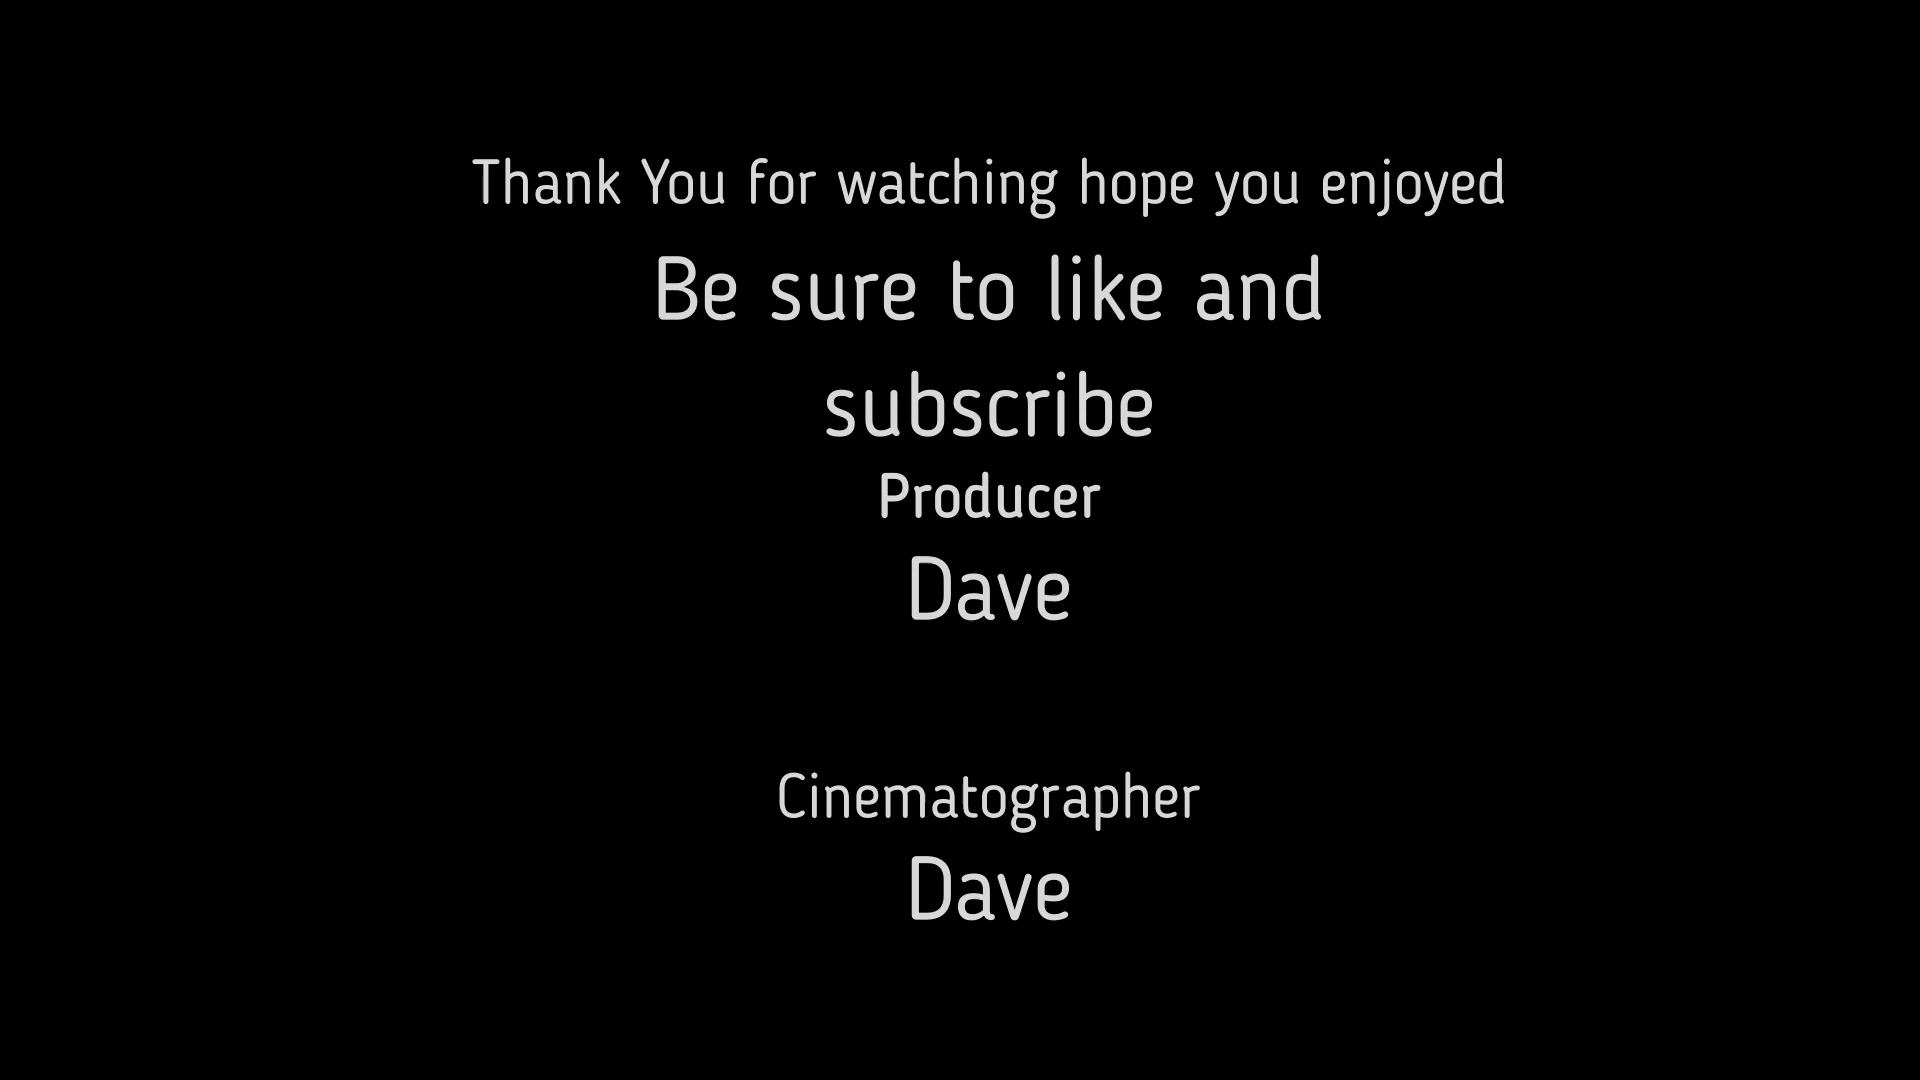 Thank You for watching hope you enjoyed
Be sure to like and
subscribe
Producer
Dave
Cinematographer
Dave